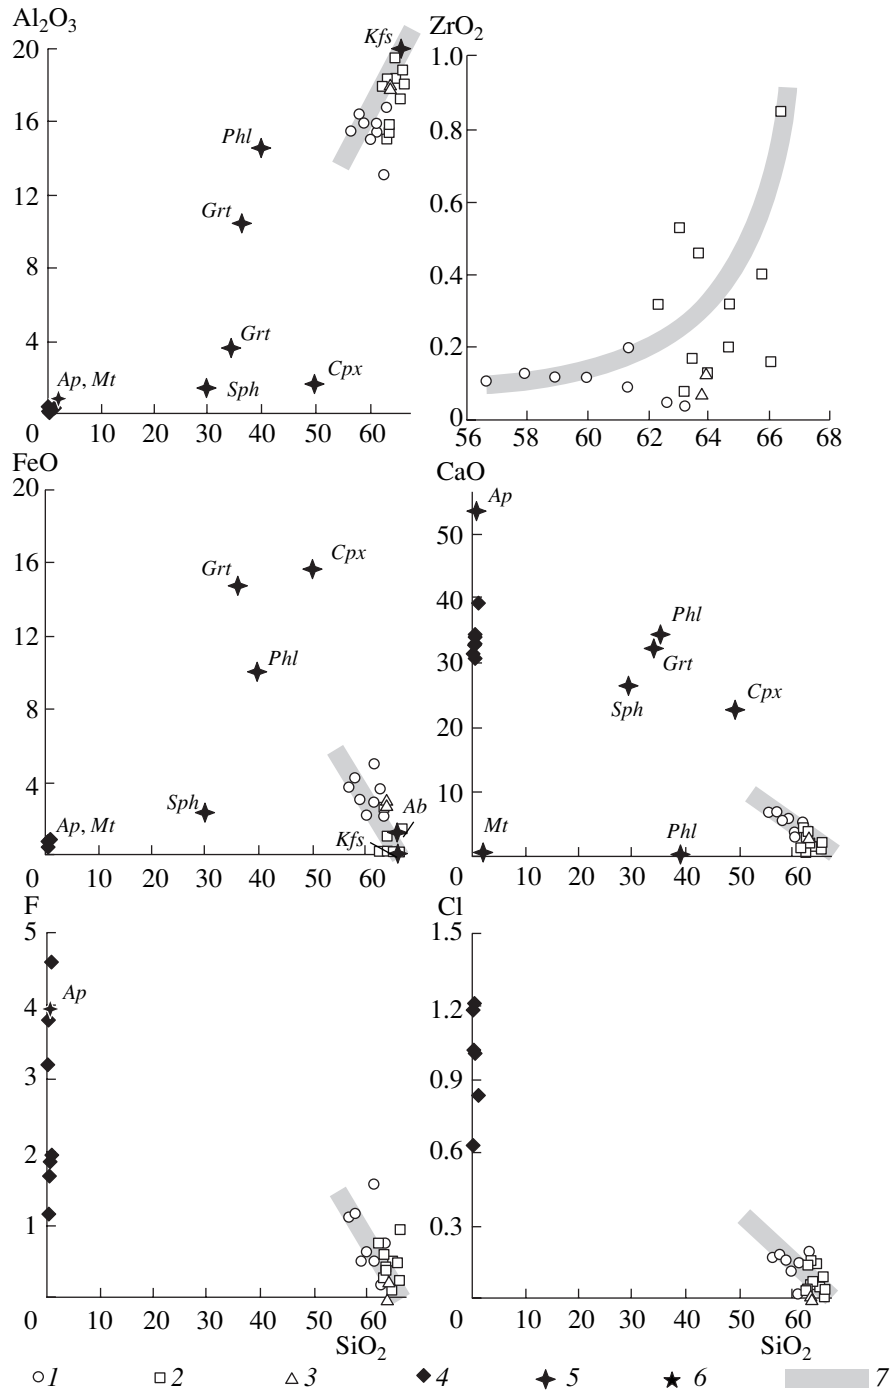 Al₂O₃
20
16
12
8
4
0 10 20 30 40 50 60
Kfs
Phl
Grt
Grt
Sph
Cpx
Ap, Mt
ZrO₂
1.0
0.8
0.6
0.4
0.2
0
56 58 60 62 64 66 68
FeO
20
16
12
8
4
0 10 20 30 40 50 60
Grt
Cpx
Phl
Sph
Ab
Kfs
Ap, Mt
CaO
50
40
30
20
10
0 10 20 30 40 50 60
Ap
Phl
Grt
Sph
Cpx
Mt
Phl
F
5
4
3
2
1
0 10 20 30 40 50 60
Ap
SiO₂
Cl
1.5
1.2
0.9
0.6
0.3
0 10 20 30 40 50 60
SiO₂
1 2 3 4 5 6 7